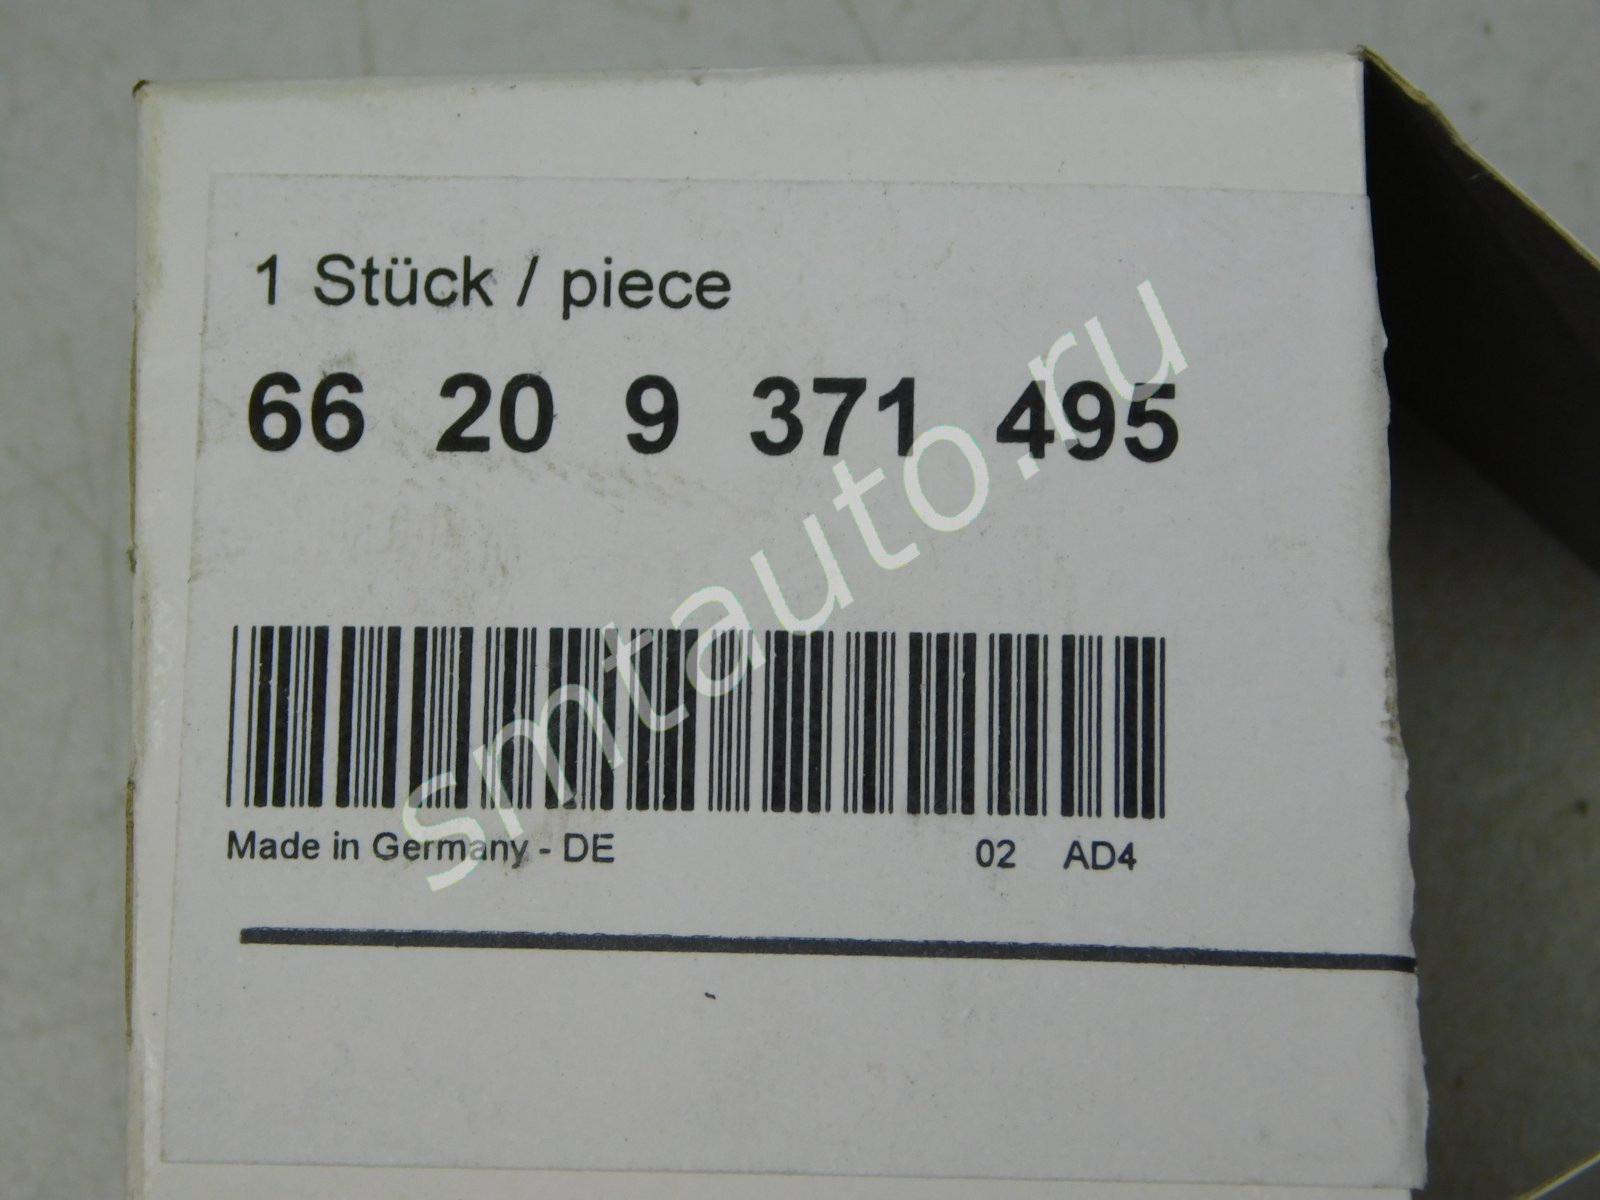 1 Stück / piece
66 20 9 371 495
smtauto.ru
Made in Germany - DE 02 AD4